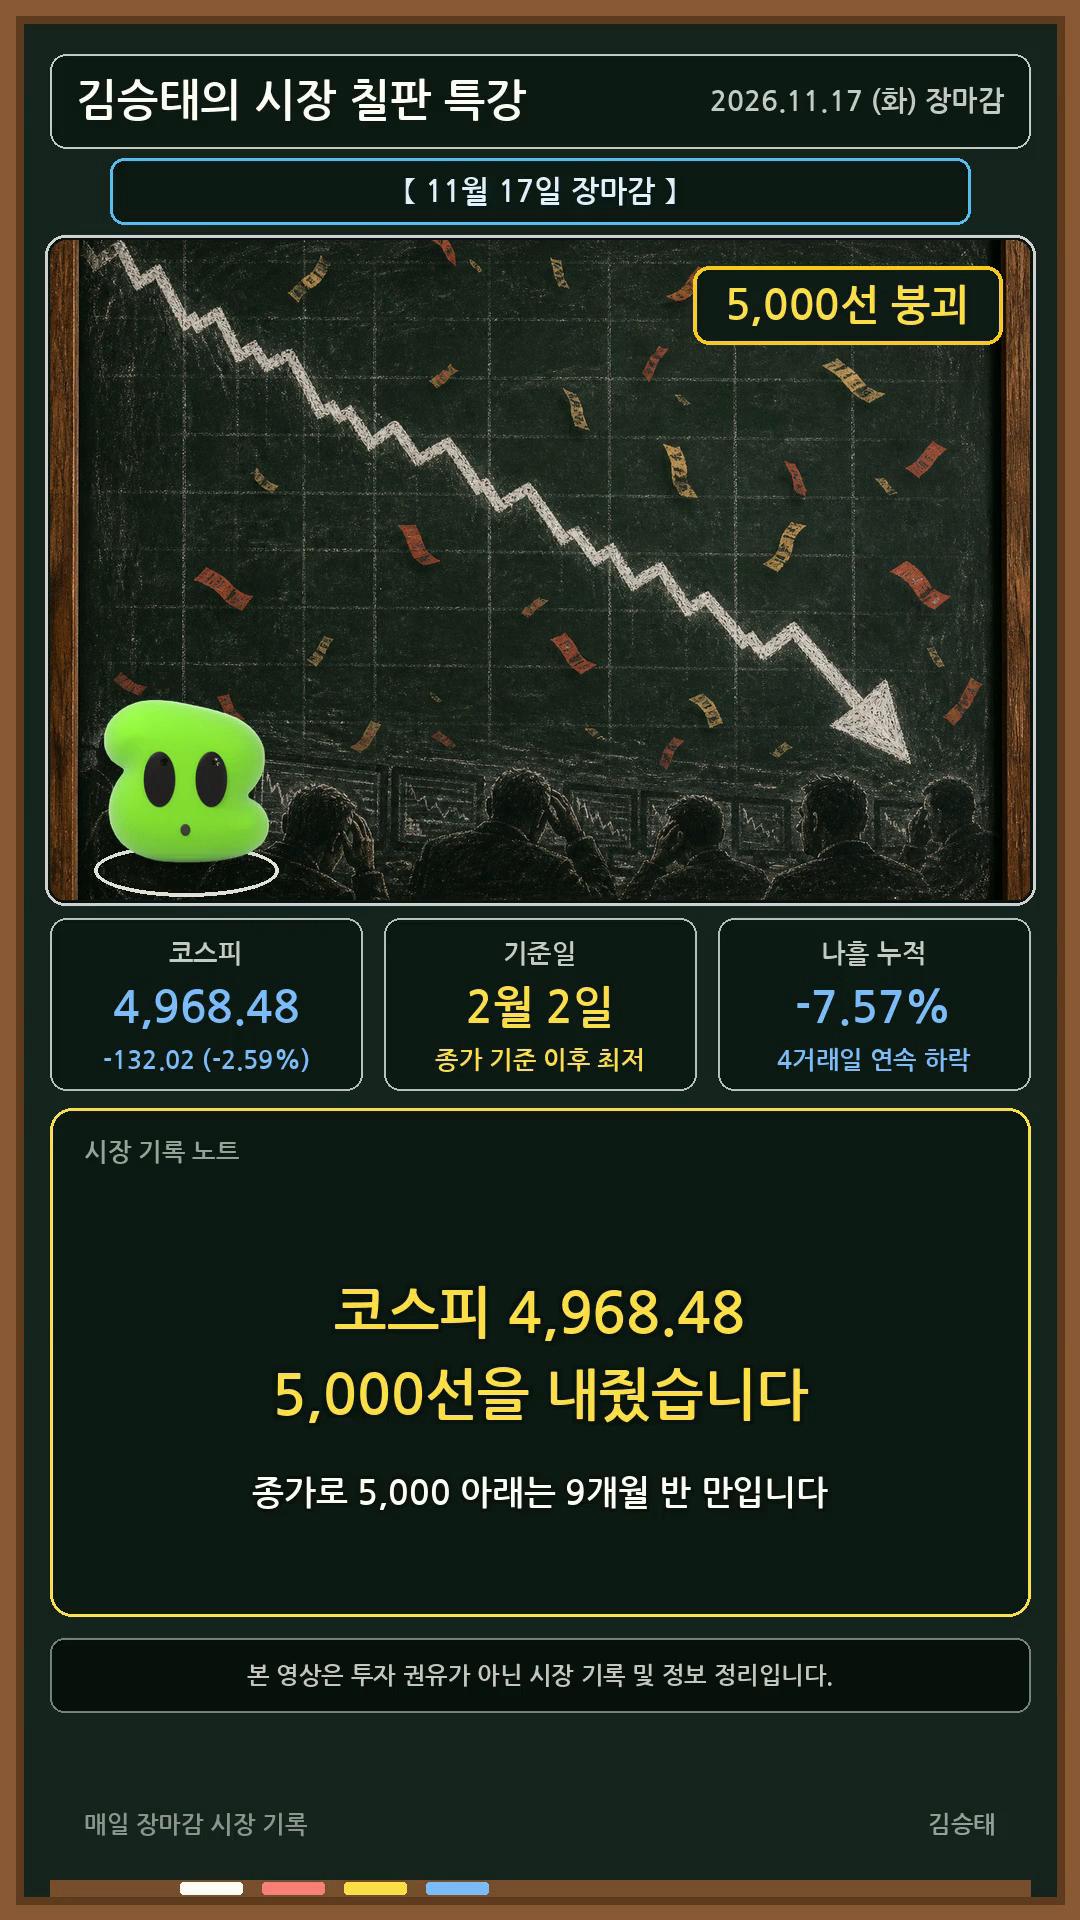 김승태의 시장 칠판 특강
2026.11.17 (화) 장마감
【 11월 17일 장마감 】
5,000선 붕괴
코스피
4,968.48
-132.02 (-2.59%)
기준일
2월 2일
종가 기준 이후 최저
나흘 누적
-7.57%
4거래일 연속 하락
시장 기록 노트
코스피 4,968.48
5,000선을 내줬습니다
종가로 5,000 아래는 9개월 반 만입니다
본 영상은 투자 권유가 아닌 시장 기록 및 정보 정리입니다.
매일 장마감 시장 기록
김승태